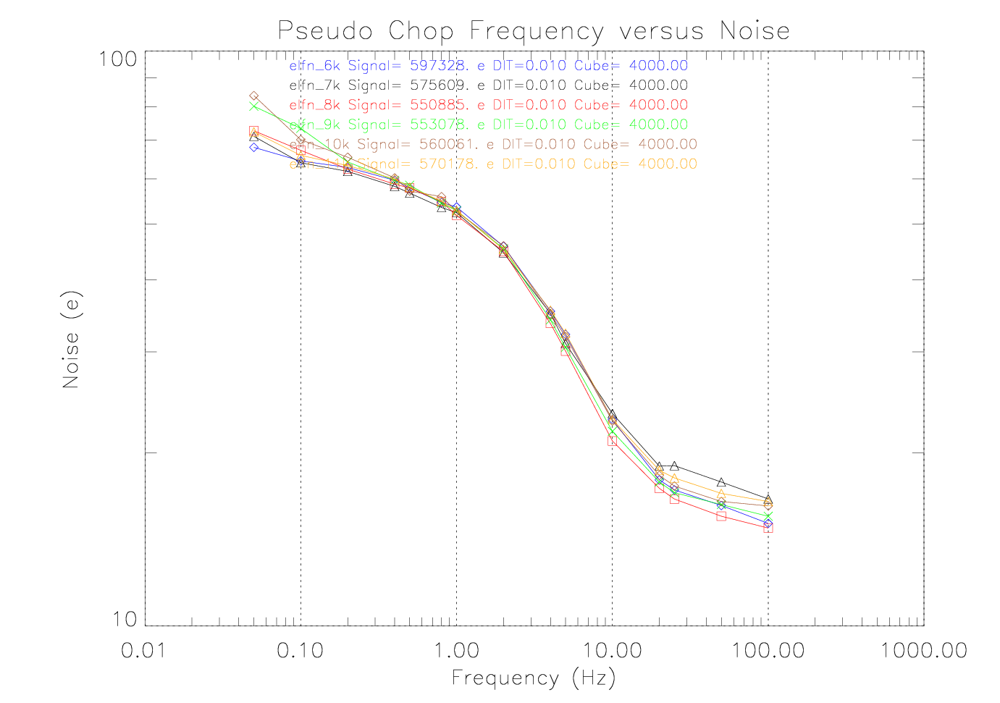 Pseudo Chop Frequency versus Noise
100
elfn_6k Signal= 597328. e DIT=0.010 Cube= 4000.00
elfn_7k Signal= 575609. e DIT=0.010 Cube= 4000.00
elfn_8k Signal= 550885. e DIT=0.010 Cube= 4000.00
elfn_9k Signal= 553078. e DIT=0.010 Cube= 4000.00
elfn_10k Signal= 560061. e DIT=0.010 Cube= 4000.00
elfn_11k Signal= 570178. e DIT=0.010 Cube= 4000.00
Noise (e)
10
0.01 0.10 1.00 10.00 100.00 1000.00
Frequency (Hz)